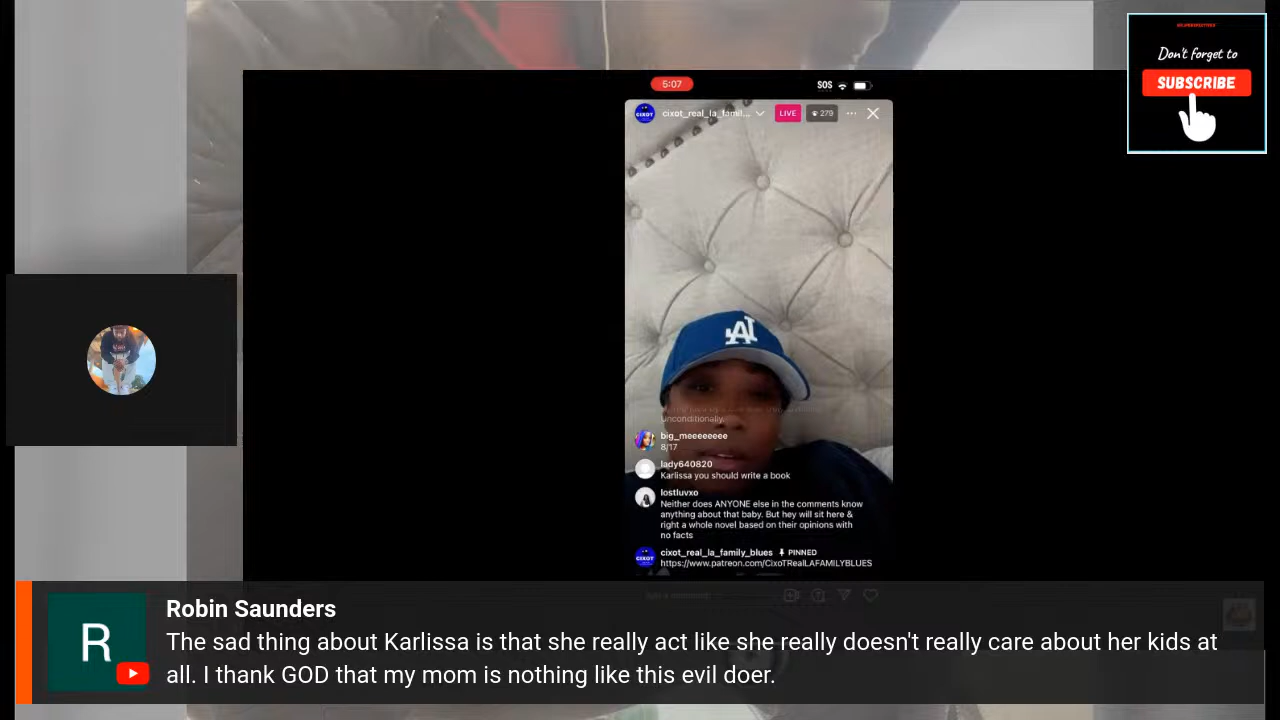 Don't forget to
SUBSCRIBE
5:07
SOS
CIXOT
cixot_real_la_famil...
LIVE
279
LA
unconditionally.
big_meeeeeeee
8/17
lady640820
Karlissa you should write a book
lostluvxo
Neither does ANYONE else in the comments know
anything about that baby. But hey will sit here &
right a whole novel based on their opinions with
no facts
CIXOT
cixot_real_la_family_blues PINNED
https://www.patreon.com/CixoTRealLAFAMILYBLUES
R
Robin Saunders
The sad thing about Karlissa is that she really act like she really doesn't really care about her kids at
all. I thank GOD that my mom is nothing like this evil doer.